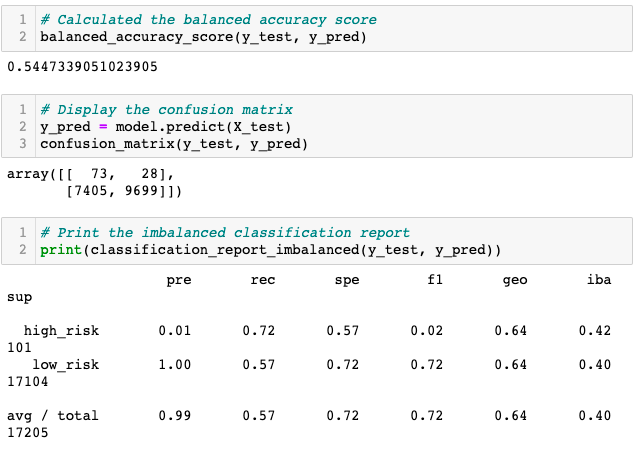 1 # Calculated the balanced accuracy score
2 balanced_accuracy_score(y_test, y_pred)
0.5447339051023905
1 # Display the confusion matrix
2 y_pred = model.predict(X_test)
3 confusion_matrix(y_test, y_pred)
array([[  73,   28],
       [7405, 9699]])
1 # Print the imbalanced classification report
2 print(classification_report_imbalanced(y_test, y_pred))
pre rec spe f1 geo iba
sup
high_risk 0.01 0.72 0.57 0.02 0.64 0.42
101
low_risk 1.00 0.57 0.72 0.72 0.64 0.40
17104
avg / total 0.99 0.57 0.72 0.72 0.64 0.40
17205